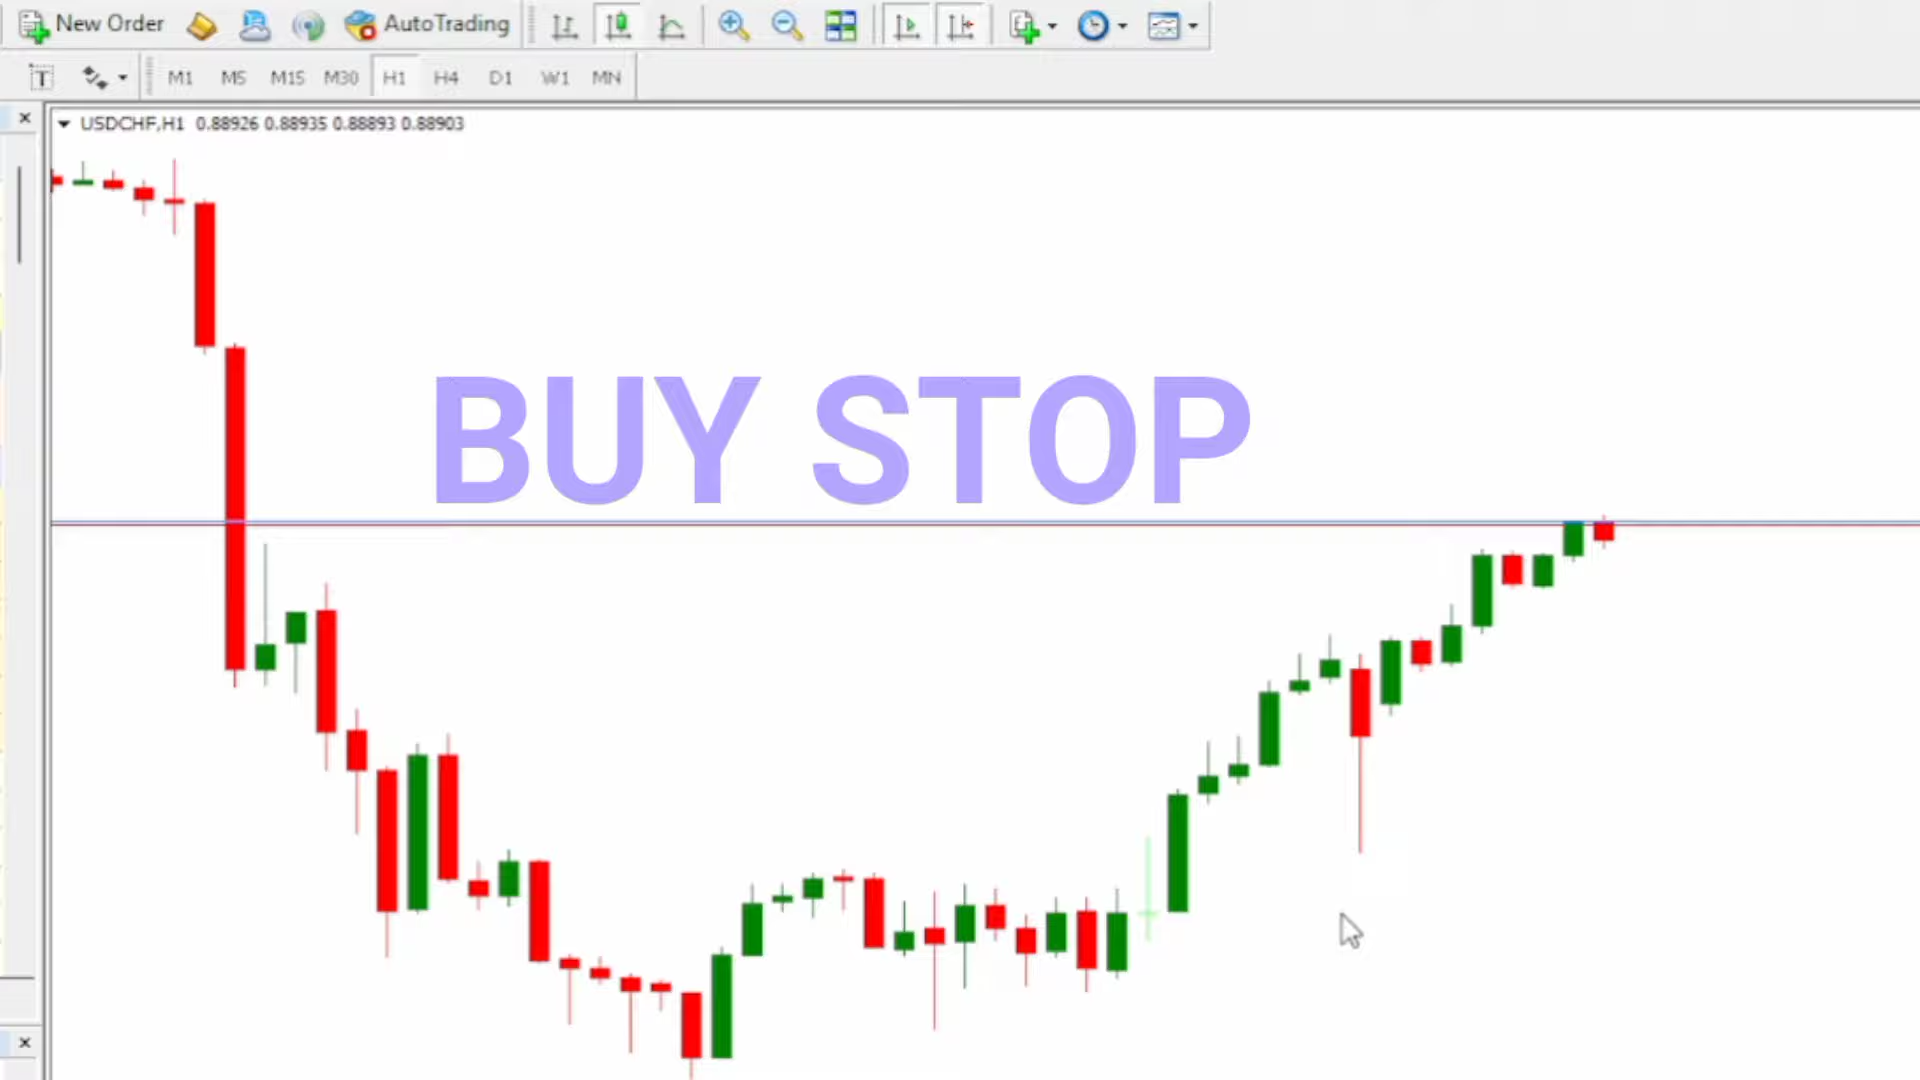 New Order AutoTrading
M1 M5 M15 M30 H1 H4 D1 W1 MN
USDCHF,H1 0.88926 0.88935 0.88893 0.88903
BUY STOP